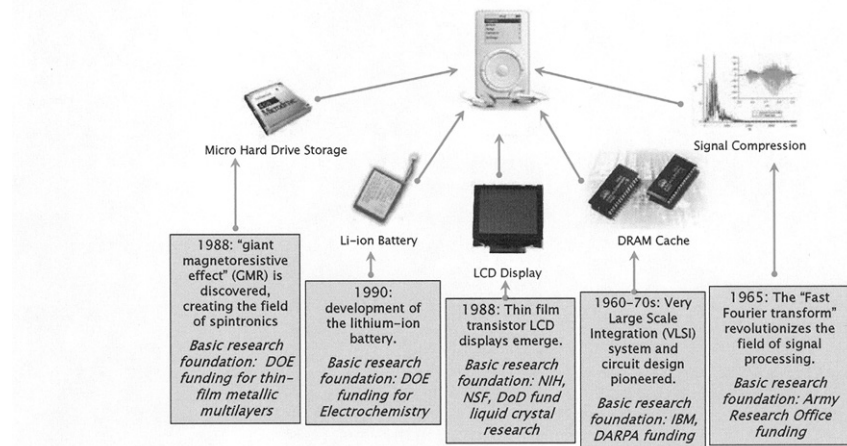 Micro Hard Drive Storage
Signal Compression
Li-ion Battery
LCD Display
DRAM Cache
1988: “giant
magnetoresistive
effect” (GMR) is
discovered,
creating the field
of spintronics
Basic research
foundation: DOE
funding for thin-
film metallic
multilayers
1990:
development of
the lithium-ion
battery.
Basic research
foundation: DOE
funding for
Electrochemistry
1988: Thin film
transistor LCD
displays emerge.
Basic research
foundation: NIH,
NSF, DoD fund
liquid crystal
research
1960-70s: Very
Large Scale
Integration (VLSI)
system and
circuit design
pioneered.
Basic research
foundation: IBM,
DARPA funding
1965: The “Fast
Fourier transform”
revolutionizes the
field of signal
processing.
Basic research
foundation: Army
Research Office
funding